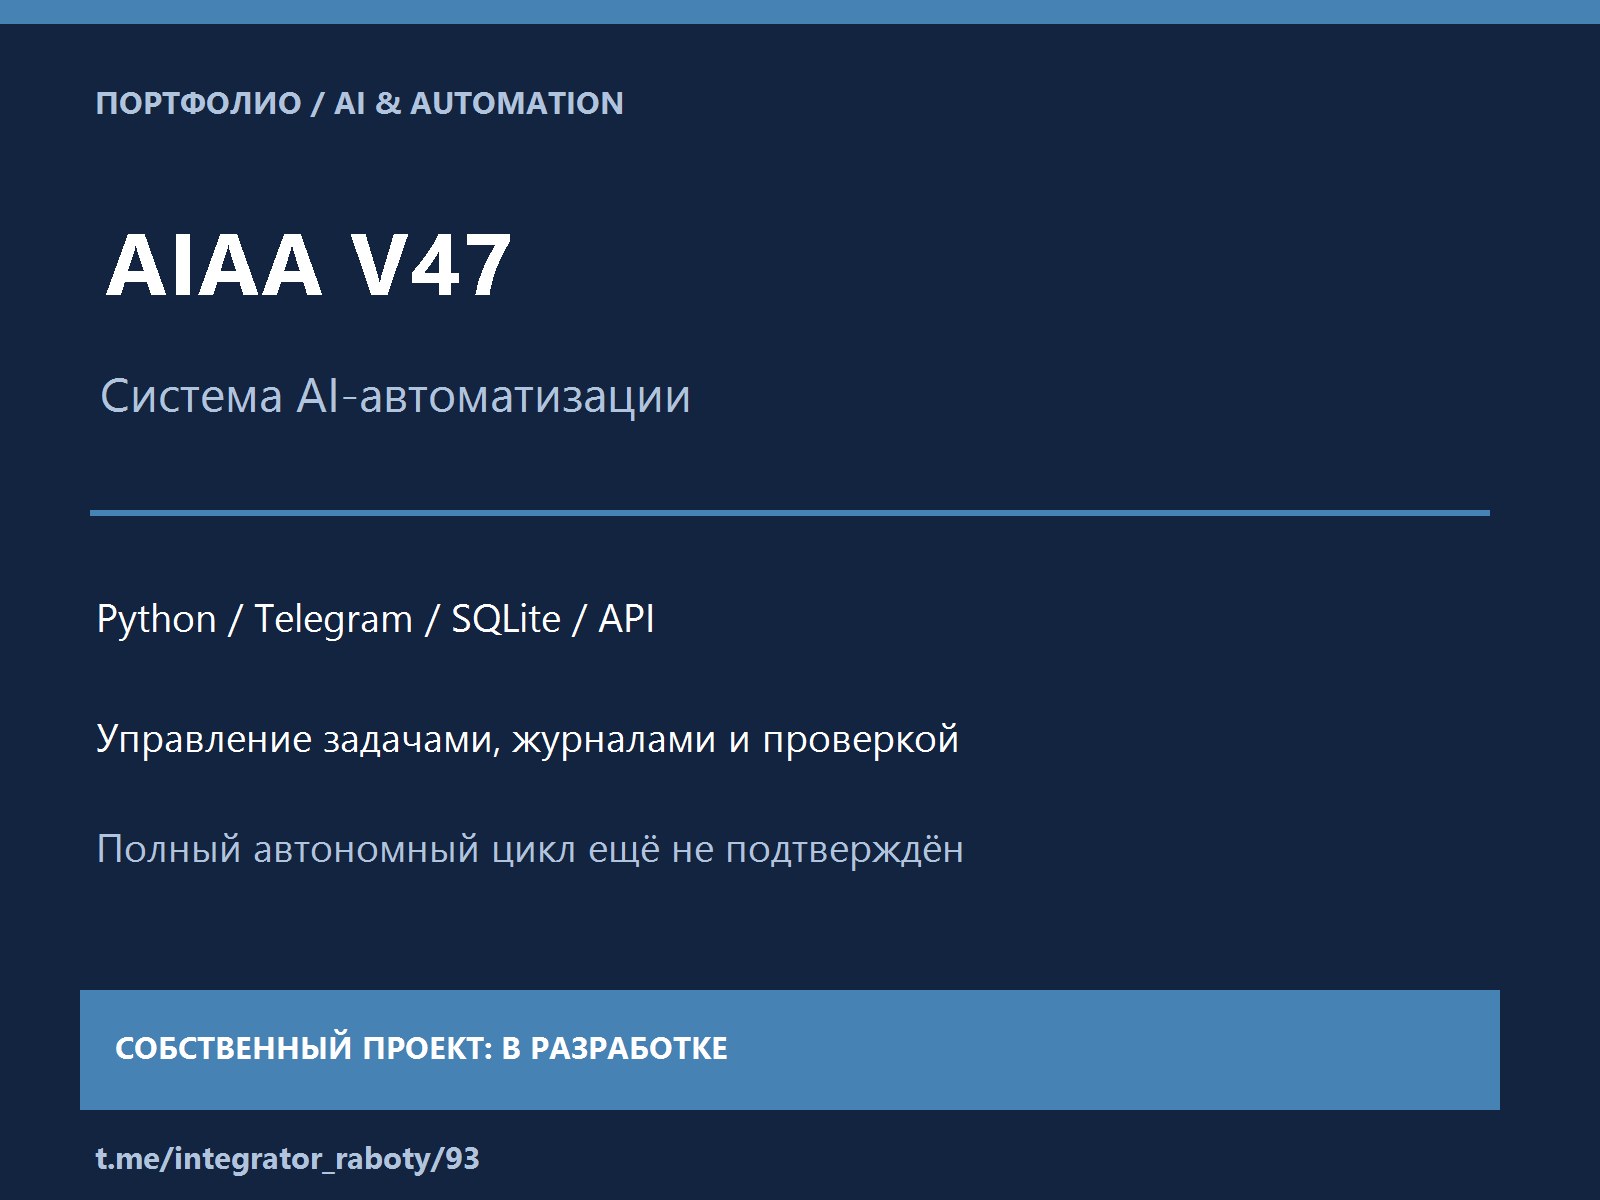 ПОРТФОЛИО / AI & AUTOMATION
AIAA V47
Система AI-автоматизации
Python / Telegram / SQLite / API
Управление задачами, журналами и проверкой
Полный автономный цикл ещё не подтверждён
СОБСТВЕННЫЙ ПРОЕКТ: В РАЗРАБОТКЕ
t.me/integrator_raboty/93